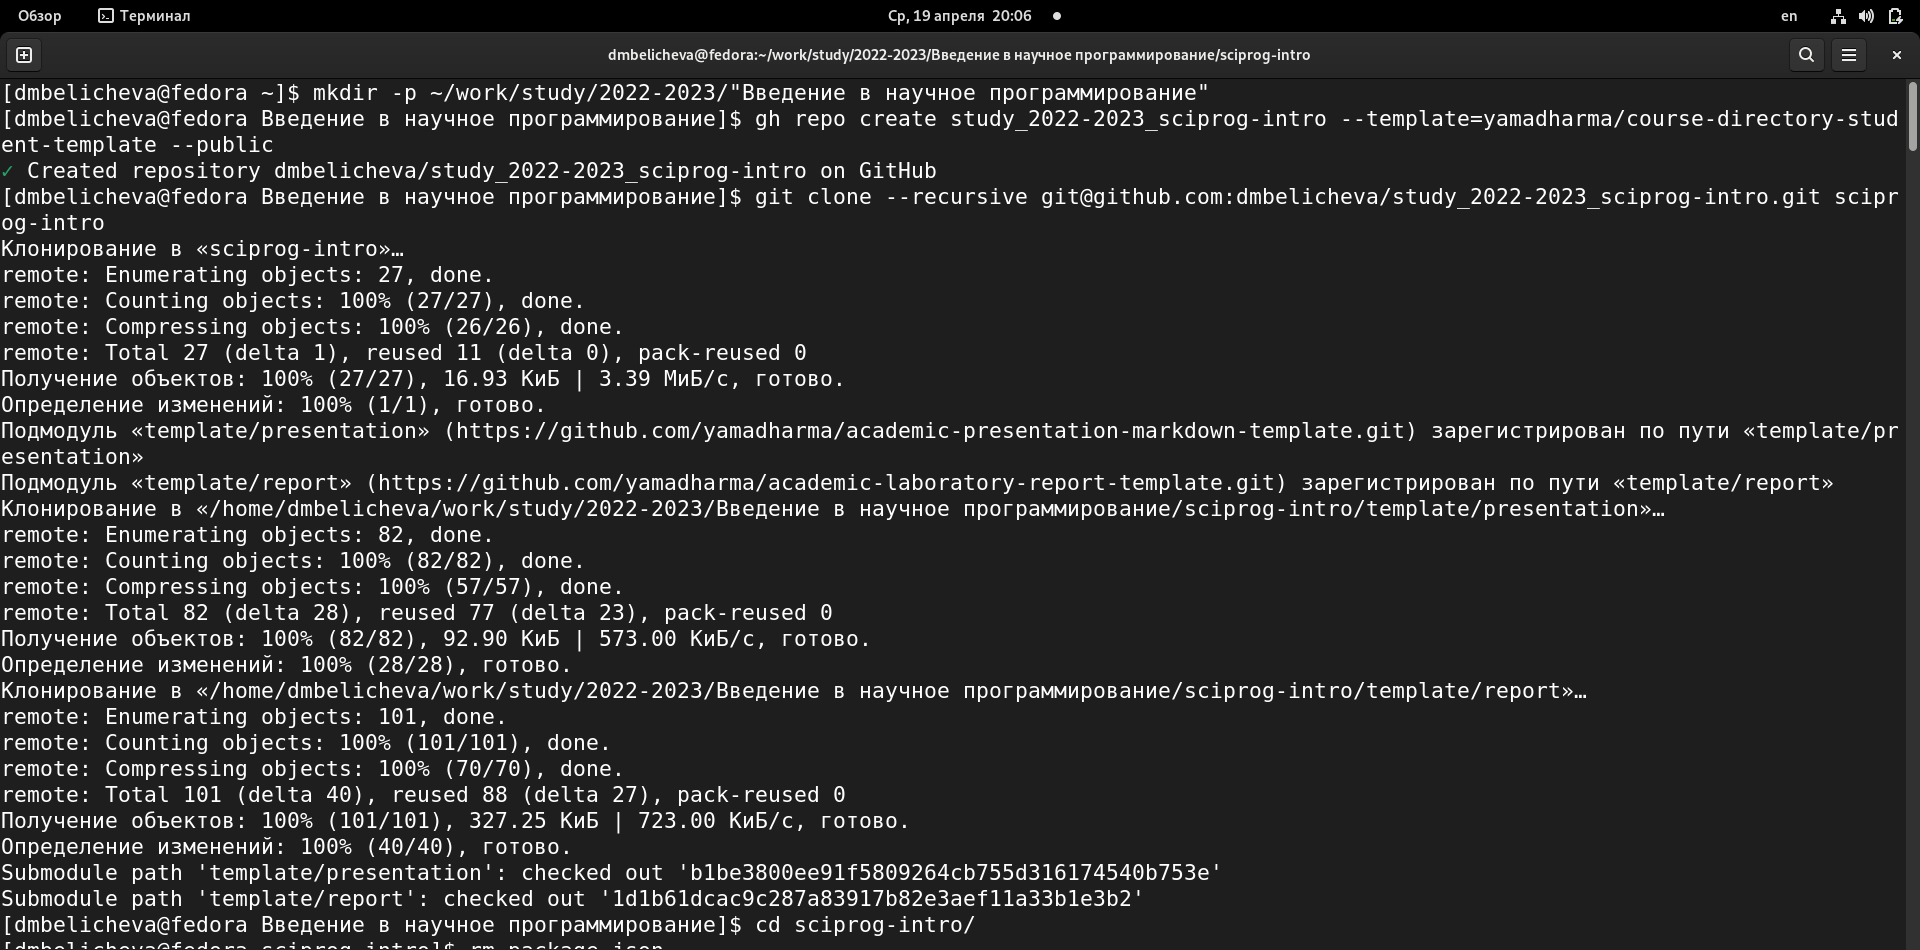 Обзор Терминал Ср, 19 апреля 20:06 en
dmbelicheva@fedora:~/work/study/2022-2023/Введение в научное программирование/sciprog-intro
[dmbelicheva@fedora ~]$ mkdir -p ~/work/study/2022-2023/"Введение в научное программирование"
[dmbelicheva@fedora Введение в научное программирование]$ gh repo create study_2022-2023_sciprog-intro --template=yamadharma/course-directory-stud
ent-template --public
✓ Created repository dmbelicheva/study_2022-2023_sciprog-intro on GitHub
[dmbelicheva@fedora Введение в научное программирование]$ git clone --recursive git@github.com:dmbelicheva/study_2022-2023_sciprog-intro.git scipr
og-intro
Клонирование в «sciprog-intro»…
remote: Enumerating objects: 27, done.
remote: Counting objects: 100% (27/27), done.
remote: Compressing objects: 100% (26/26), done.
remote: Total 27 (delta 1), reused 11 (delta 0), pack-reused 0
Получение объектов: 100% (27/27), 16.93 КиБ | 3.39 МиБ/с, готово.
Определение изменений: 100% (1/1), готово.
Подмодуль «template/presentation» (https://github.com/yamadharma/academic-presentation-markdown-template.git) зарегистрирован по пути «template/pr
esentation»
Подмодуль «template/report» (https://github.com/yamadharma/academic-laboratory-report-template.git) зарегистрирован по пути «template/report»
Клонирование в «/home/dmbelicheva/work/study/2022-2023/Введение в научное программирование/sciprog-intro/template/presentation»…
remote: Enumerating objects: 82, done.
remote: Counting objects: 100% (82/82), done.
remote: Compressing objects: 100% (57/57), done.
remote: Total 82 (delta 28), reused 77 (delta 23), pack-reused 0
Получение объектов: 100% (82/82), 92.90 КиБ | 573.00 КиБ/с, готово.
Определение изменений: 100% (28/28), готово.
Клонирование в «/home/dmbelicheva/work/study/2022-2023/Введение в научное программирование/sciprog-intro/template/report»…
remote: Enumerating objects: 101, done.
remote: Counting objects: 100% (101/101), done.
remote: Compressing objects: 100% (70/70), done.
remote: Total 101 (delta 40), reused 88 (delta 27), pack-reused 0
Получение объектов: 100% (101/101), 327.25 КиБ | 723.00 КиБ/с, готово.
Определение изменений: 100% (40/40), готово.
Submodule path 'template/presentation': checked out 'b1be3800ee91f5809264cb755d316174540b753e'
Submodule path 'template/report': checked out '1d1b61dcac9c287a83917b82e3aef11a33b1e3b2'
[dmbelicheva@fedora Введение в научное программирование]$ cd sciprog-intro/
[dmbelicheva@fedora sciprog-intro]$ rm package.json